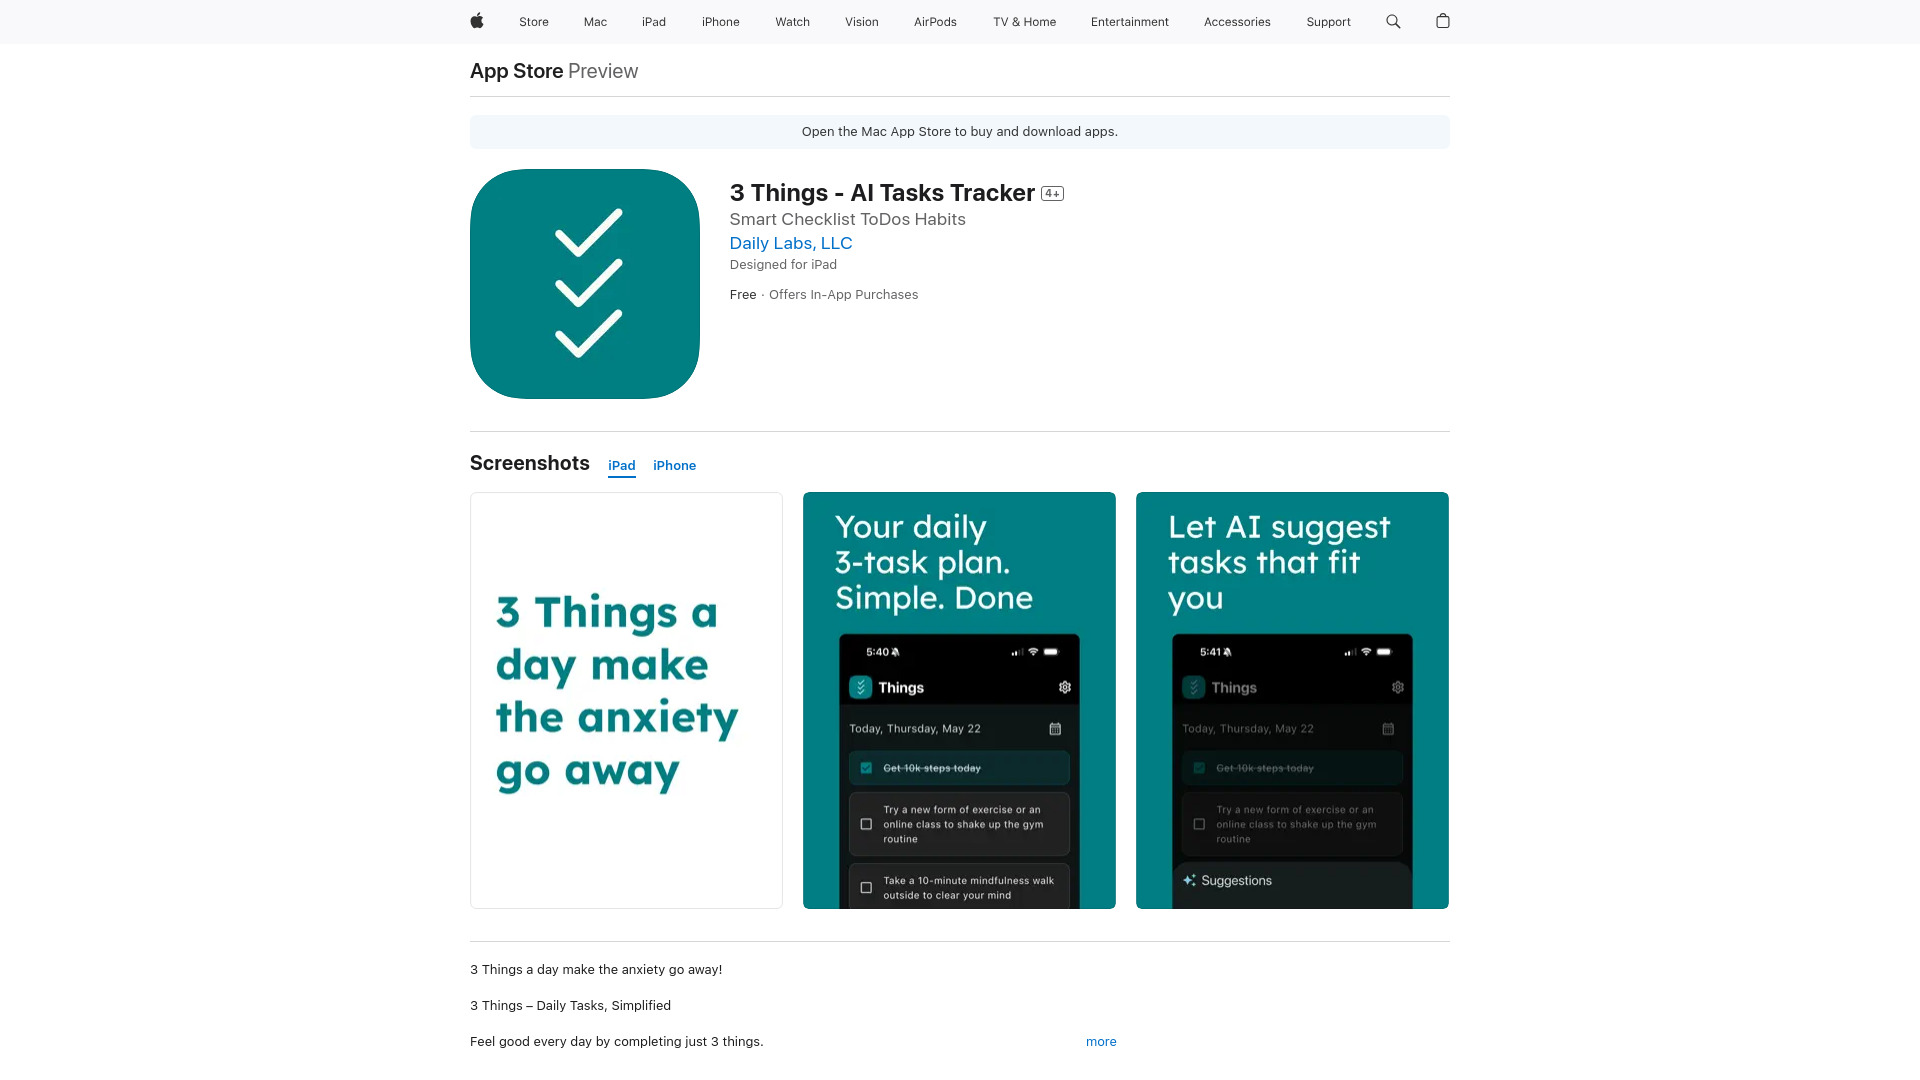 Store Mac iPad iPhone Watch Vision AirPods TV & Home Entertainment Accessories Support
App Store Preview
Open the Mac App Store to buy and download apps.
3 Things - AI Tasks Tracker 4+
Smart Checklist ToDos Habits
Daily Labs, LLC
Designed for iPad
Free · Offers In-App Purchases
Screenshots iPad iPhone
3 Things a
day make
the anxiety
go away
Your daily
3-task plan.
Simple. Done
5:40
Things
Today, Thursday, May 22
Get 10k steps today
Try a new form of exercise or an
online class to shake up the gym
routine
Take a 10-minute mindfulness walk
outside to clear your mind
Let AI suggest
tasks that fit
you
5:41
Things
Today, Thursday, May 22
Get 10k steps today
Try a new form of exercise or an
online class to shake up the gym
routine
Suggestions
3 Things a day make the anxiety go away!
3 Things – Daily Tasks, Simplified
Feel good every day by completing just 3 things.
more